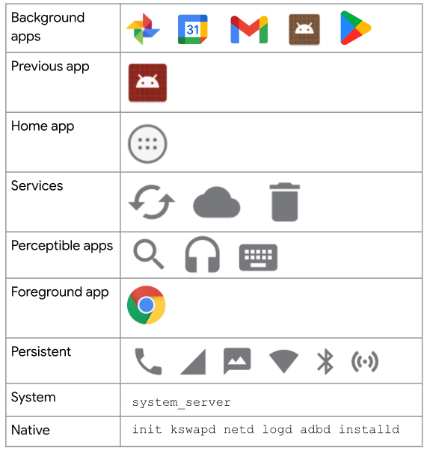 Background
apps
31
Previous app
Home app
Services
Perceptible apps
Foreground app
Persistent
System
system_server
Native
init kswapd netd logd adbd installd